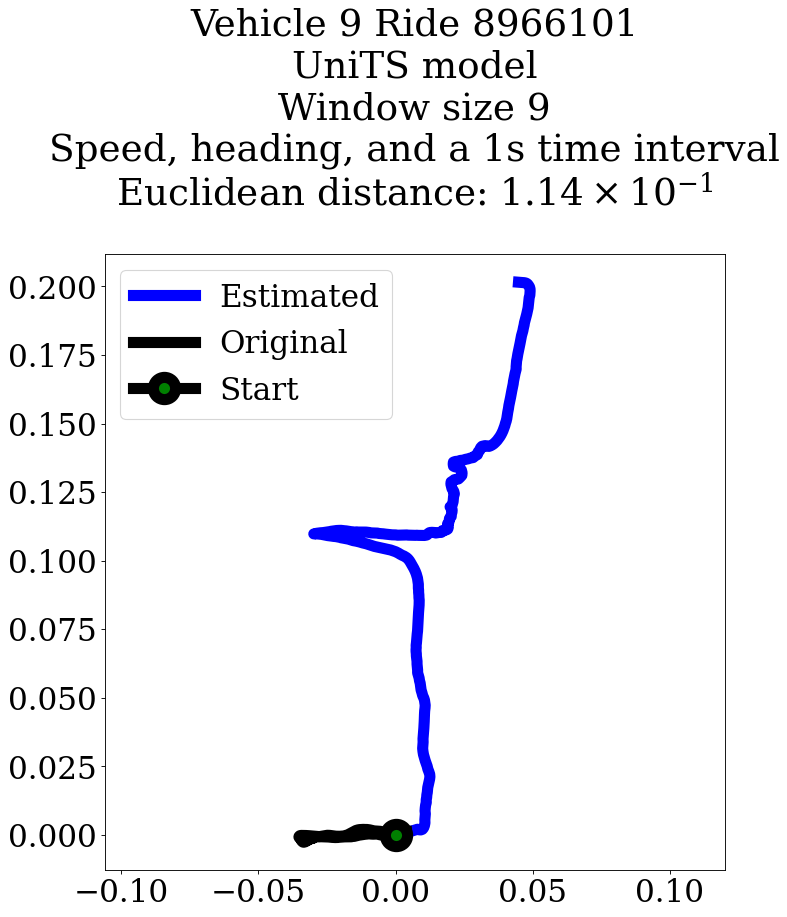 Vehicle 9 Ride 8966101
UniTS model
Window size 9
Speed, heading, and a 1s time interval
Euclidean distance: 1.14 × 10⁻¹
Estimated
Original
Start
0.200
0.175
0.150
0.125
0.100
0.075
0.050
0.025
0.000
−0.10 −0.05 0.00 0.05 0.10